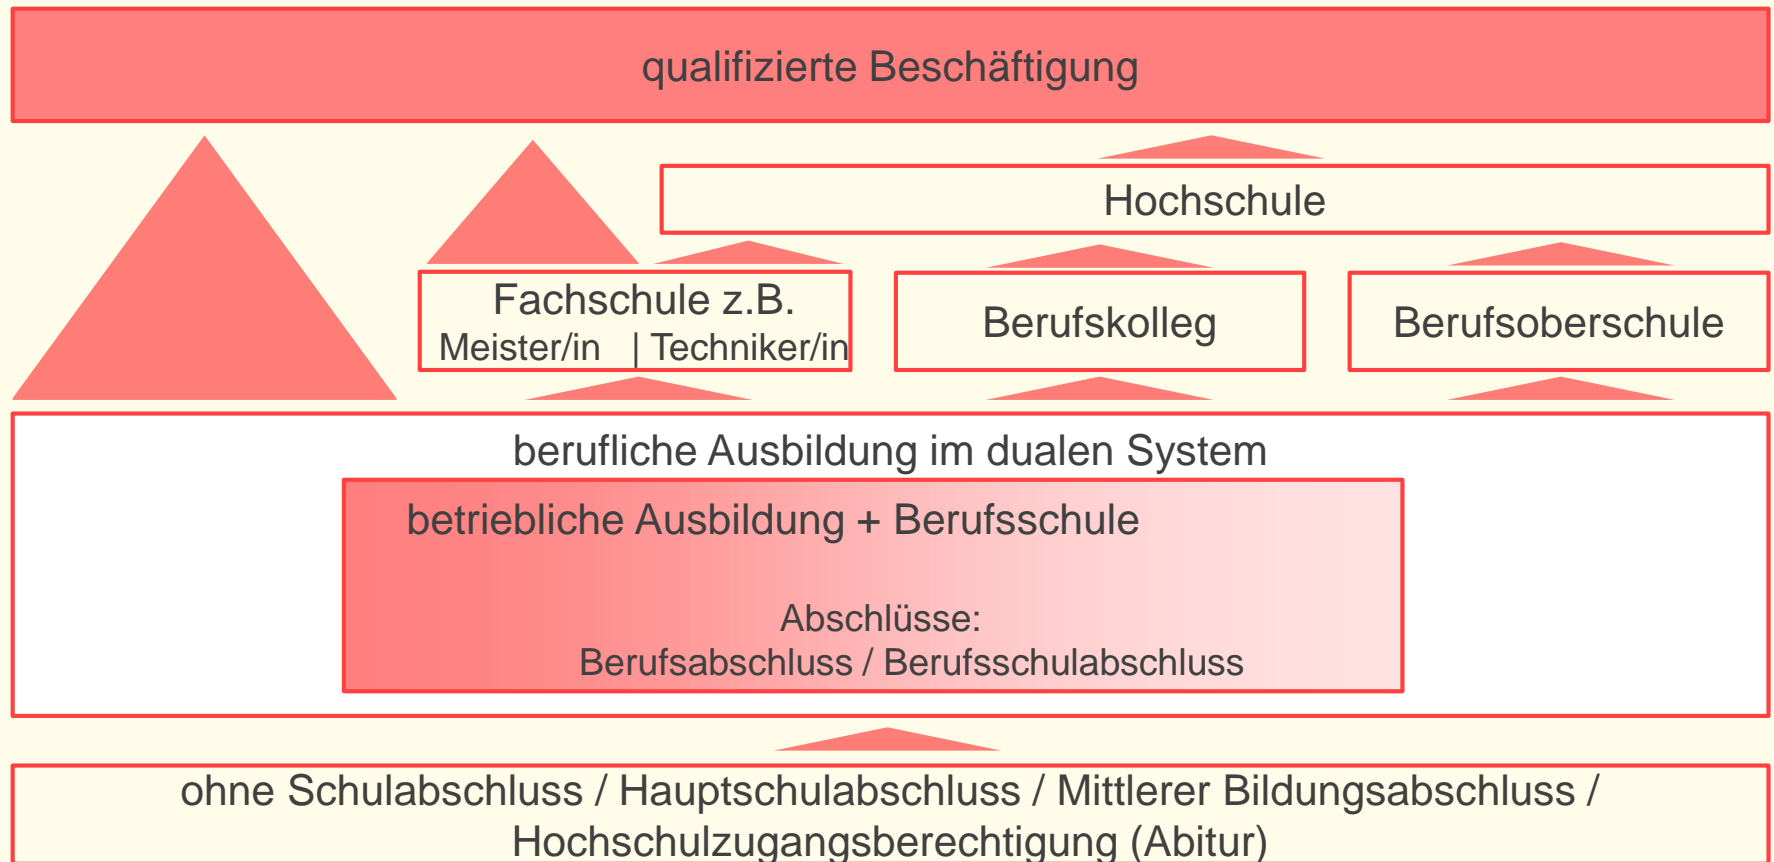 qualifizierte Beschäftigung
Hochschule
Fachschule z.B.
Meister/in | Techniker/in
Berufskolleg
Berufsoberschule
berufliche Ausbildung im dualen System
betriebliche Ausbildung + Berufsschule
Abschlüsse:
Berufsabschluss / Berufsschulabschluss
ohne Schulabschluss / Hauptschulabschluss / Mittlerer Bildungsabschluss /
Hochschulzugangsberechtigung (Abitur)